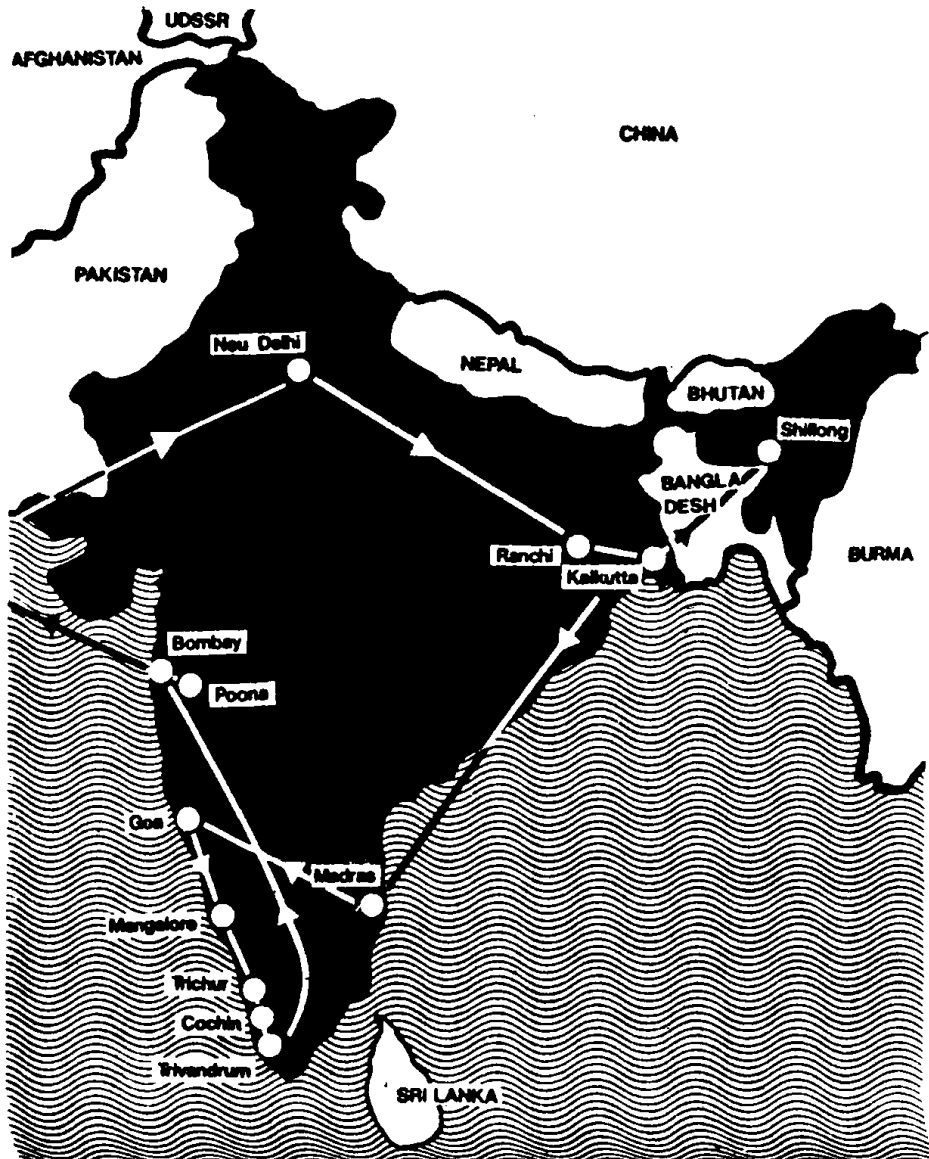 UDSSR
AFGHANISTAN
CHINA
PAKISTAN
Neu Delhi
NEPAL
BHUTAN
Shillong
BANGLA
DESH
Ranchi
Kalkutta
BURMA
Bombay
Poona
Goa
Madras
Mangalore
Trichur
Cochin
Trivandrum
SRI LANKA